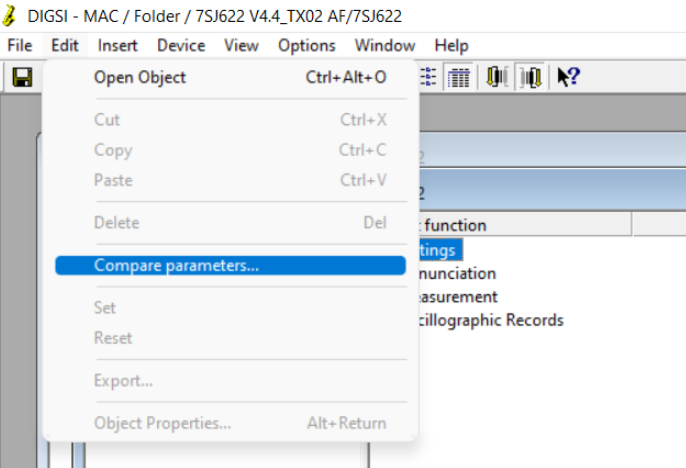 DIGSI - MAC / Folder / 7SJ622 V4.4_TX02 AF/7SJ622
File Edit Insert Device View Options Window Help
Open Object Ctrl+Alt+O
Cut Ctrl+X
Copy Ctrl+C
Paste Ctrl+V
2
Delete Del
2
function
Compare parameters...
tings
nunciation
Set
easurement
cillographic Records
Reset
Export...
Object Properties... Alt+Return